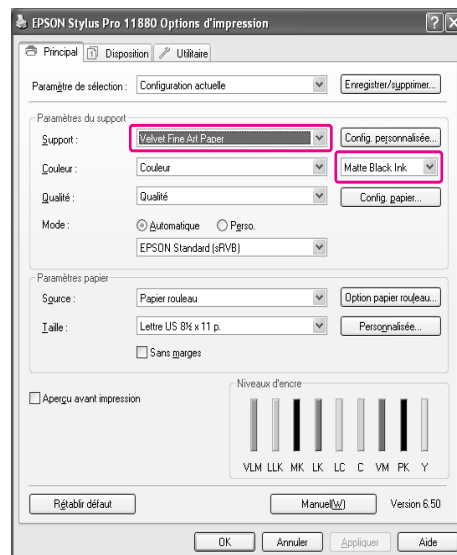 EPSON Stylus Pro 11880 Options d'impression
Principal Disposition Utilitaire
Paramètre de sélection : Configuration actuelle Enregistrer/supprimer...
Paramètres du support
Support : Velvet Fine Art Paper Config. personnalisée...
Couleur : Couleur Matte Black Ink
Qualité : Qualité Config. papier...
Mode : Automatique Perso.
EPSON Standard (sRVB)
Paramètres papier
Source : Papier rouleau Option papier rouleau...
Taille : Lettre US 8½ x 11 p. Personnalisée...
Sans marges
Niveaux d'encre
Aperçu avant impression
VLM LLK MK LK LC C VM PK Y
Rétablir défaut Manuel(W) Version 6.50
OK Annuler Appliquer Aide